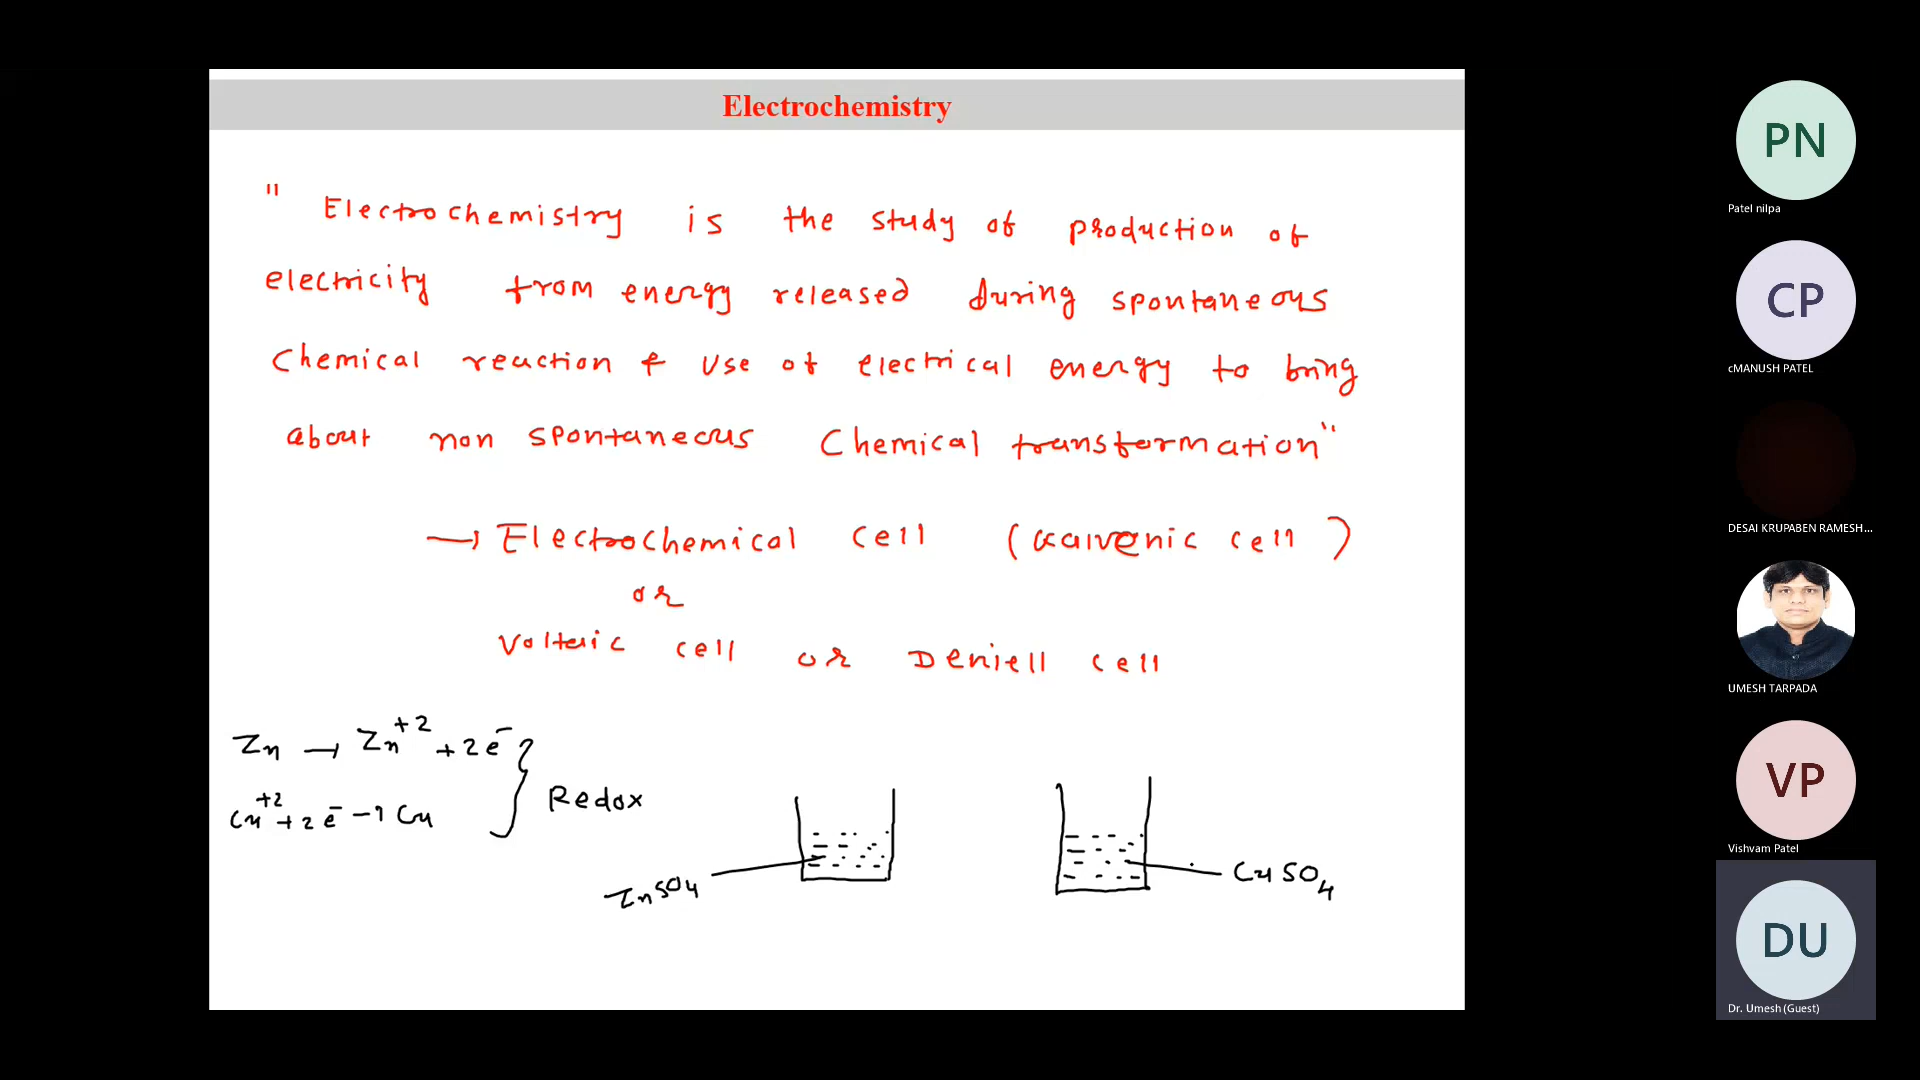 Electrochemistry
" Electrochemistry is the study of production of
electricity from energy released during spontaneous
Chemical reaction & use of electrical energy to bring
about non spontaneous Chemical transformation"
→ Electrochemical cell (Galvenic cell)
or
Volteric cell or Deniell cell
Zn → Zn+2 + 2e-
Cu+2 + 2e- → Cu
Redox
ZnSO4
CuSO4
PN
Patel nilpa
CP
cMANUSH PATEL
DESAI KRUPABEN RAMESH...
UMESH TARPADA
VP
Vishvam Patel
DU
Dr. Umesh (Guest)